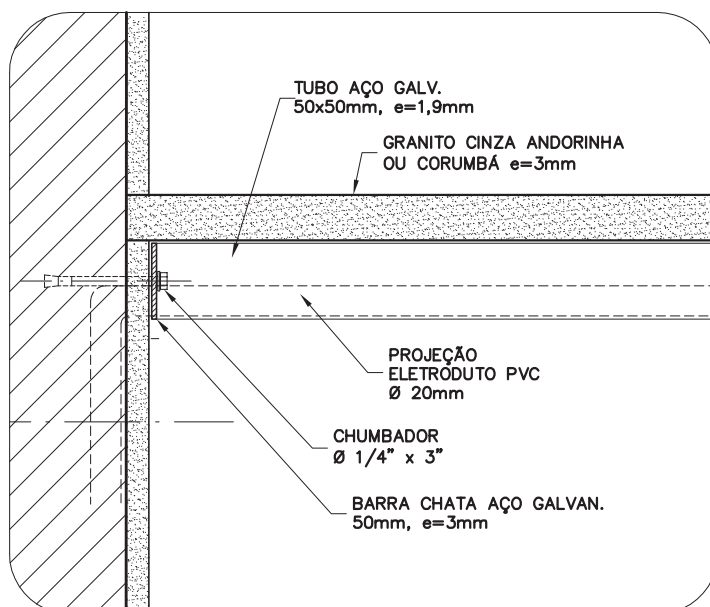 TUBO AÇO GALV.
50x50mm, e=1,9mm
GRANITO CINZA ANDORINHA
OU CORUMBÁ e=3mm
PROJEÇÃO
ELETRODUTO PVC
Ø 20mm
CHUMBADOR
Ø 1/4” x 3”
BARRA CHATA AÇO GALVAN.
50mm, e=3mm